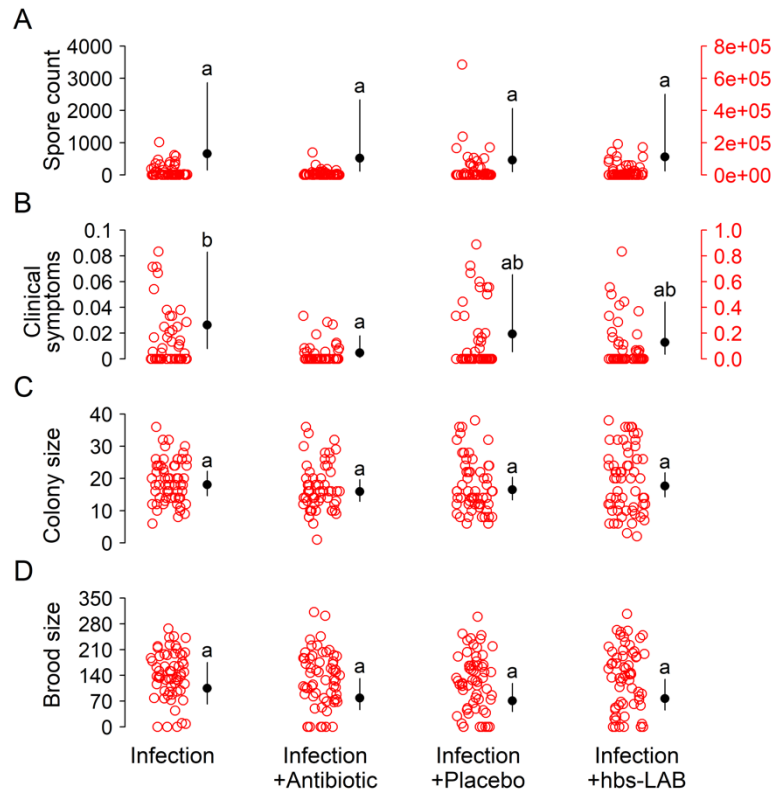 A
Spore count
4000
3000
2000
1000
0
a
a
a
a
8e+05
6e+05
4e+05
2e+05
0e+00
B
Clinical
symptoms
0.1
0.08
0.06
0.04
0.02
0
b
a
ab
ab
1.0
0.8
0.6
0.4
0.2
0.0
C
Colony size
40
30
20
10
0
a
a
a
a
D
Brood size
350
280
210
140
70
0
a
a
a
a
Infection
Infection
+Antibiotic
Infection
+Placebo
Infection
+hbs-LAB